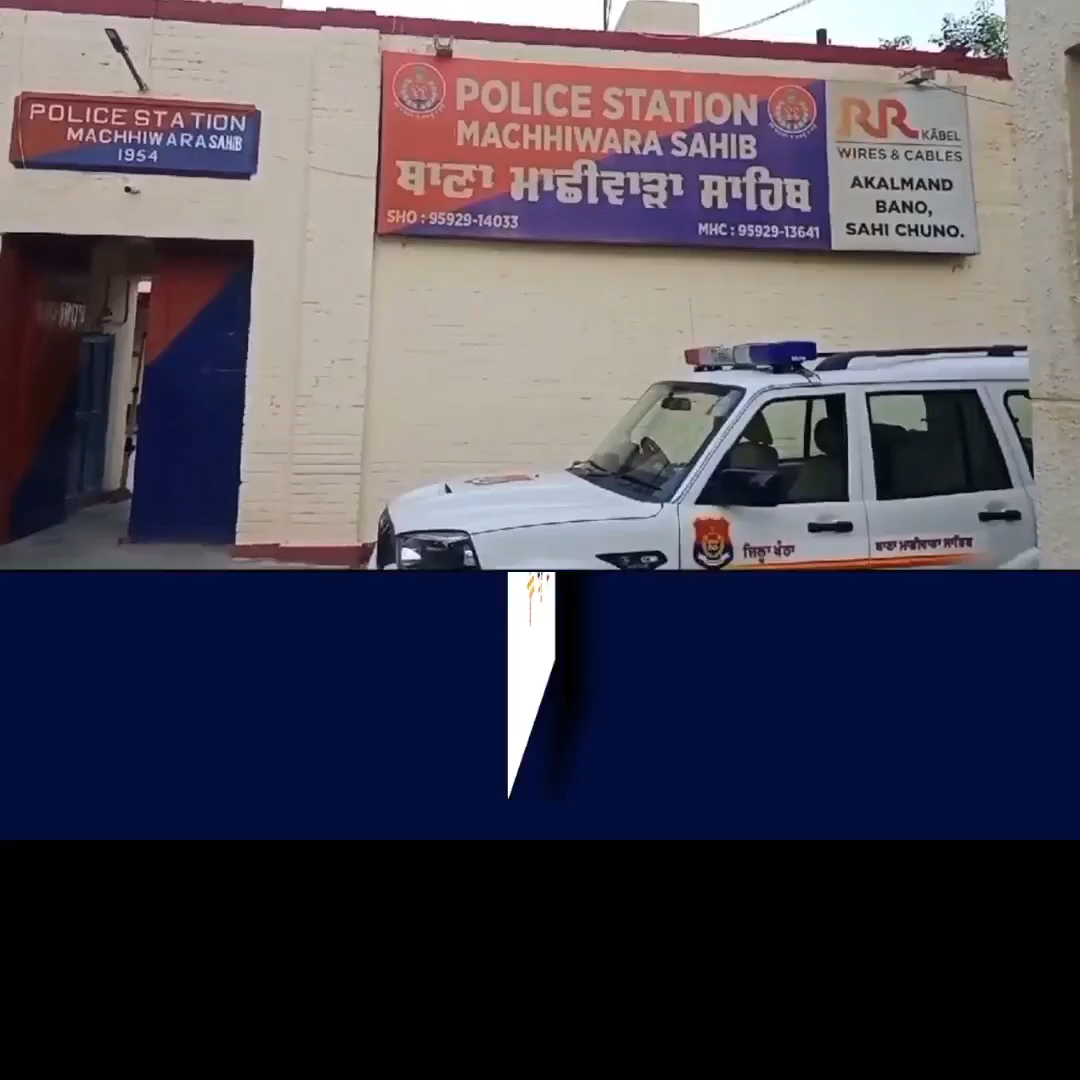 POLICE STATION
MACHHIWARA SAHIB
1954
POLICE STATION
MACHHIWARA SAHIB
ਥਾਣਾ ਮਾਛੀਵਾੜਾ ਸਾਹਿਬ
SHO : 95929-14033
MHC : 95929-13641
RR KĀBEL
WIRES & CABLES
AKALMAND
BANO,
SAHI CHUNO.
ਜ਼ਿਲ੍ਹਾ ਖੰਨਾ
ਥਾਣਾ ਮਾਛੀਵਾੜਾ ਸਾਹਿਬ